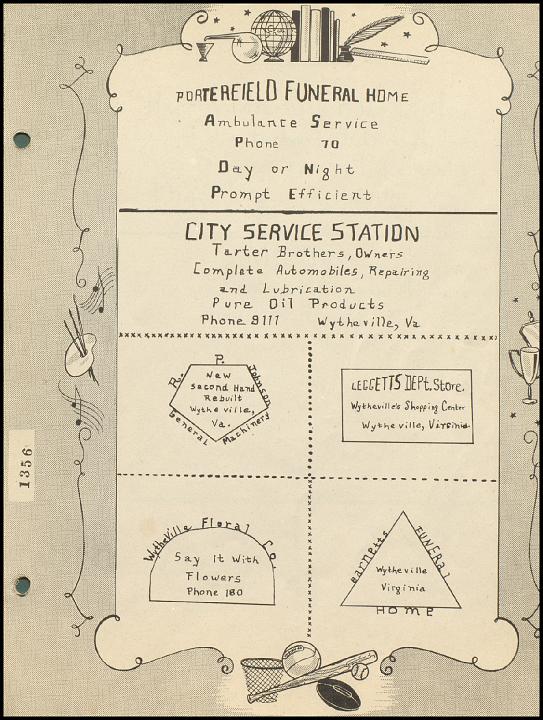 PORTERFIELD FUNERAL HOME
Ambulance Service
Phone 70
Day or Night
Prompt Efficient
CITY SERVICE STATION
Tarter Brothers, Owners
Complete Automobiles, Repairing
and Lubrication
Pure Oil Products
Phone 9111 Wytheville, Va
R. P. Johnson
New
Second Hand
Rebuilt
Wytheville,
Va.
General Machinery
LEGGETTS DEPt. Store.
Wytheville's Shopping Center
Wytheville, Virginia
Wytheville Floral Co.
Say It With
Flowers
Phone 180
earnetts FUNERAL
Wytheville
Virginia
HOME
1356